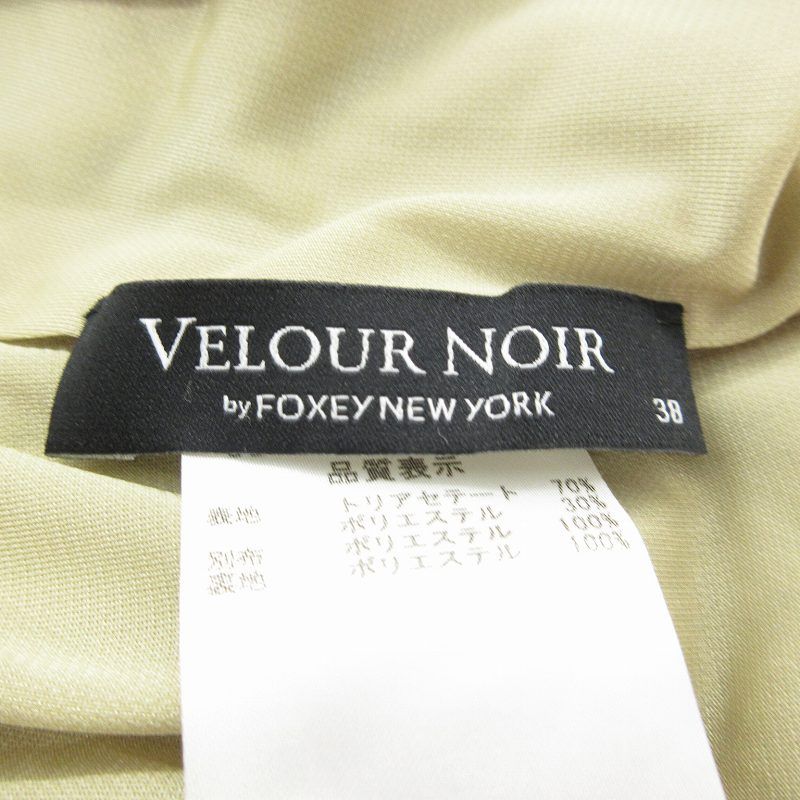 VELOUR NOIR
by FOXEY NEW YORK 38
品質表示
表地 トリアセテート 70%
ポリエステル 30%
別布 ポリエステル 100%
裏地 ポリエステル 100%